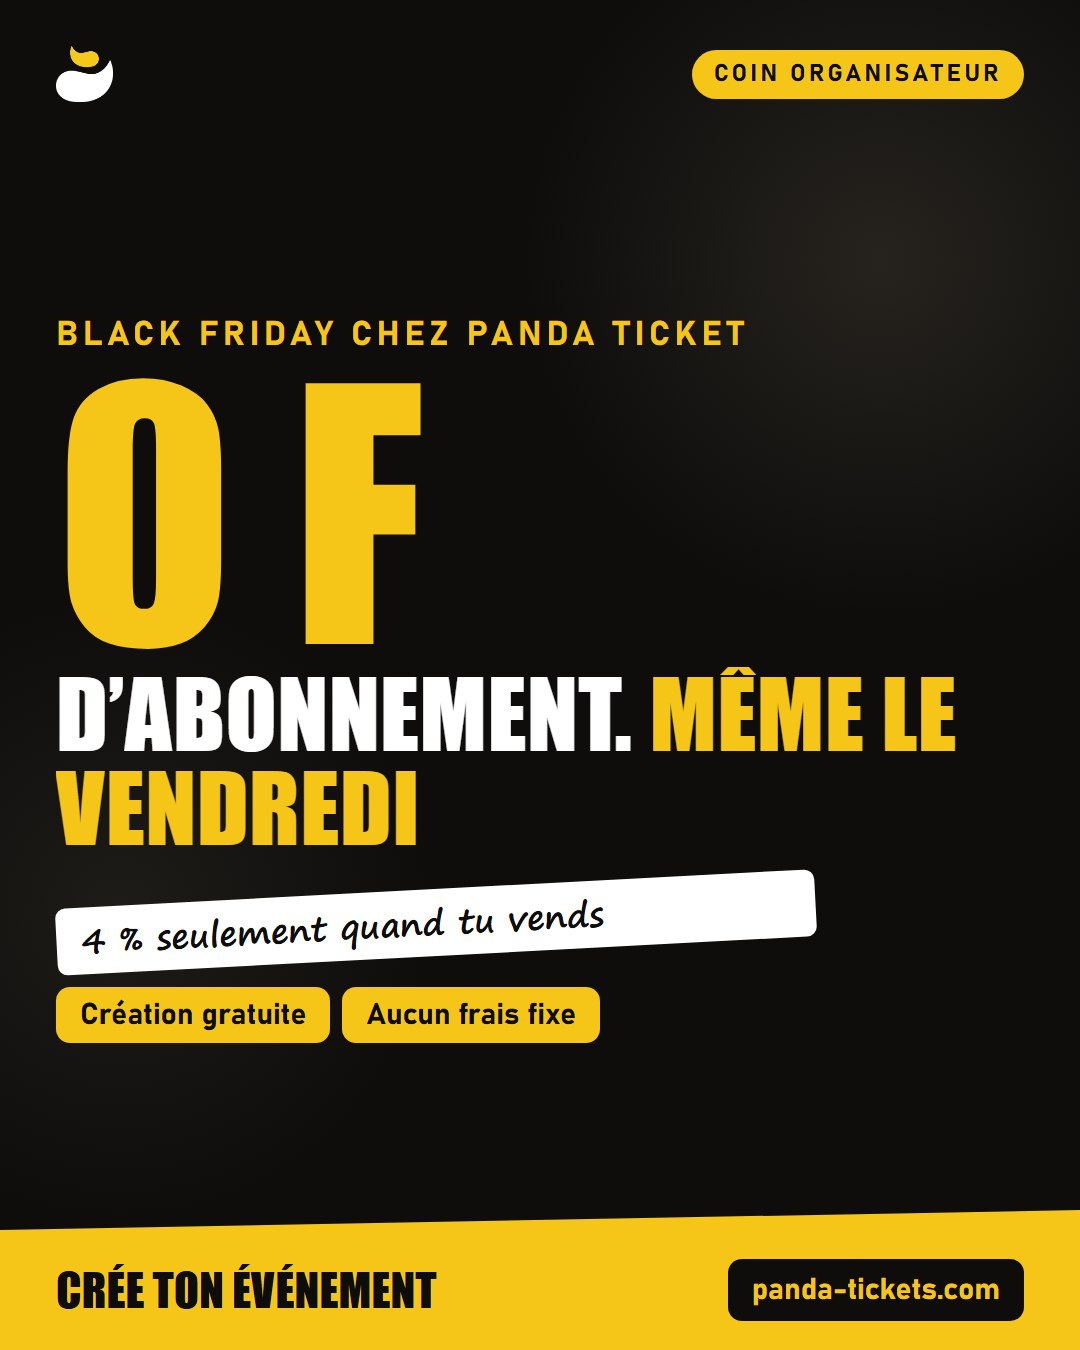 COIN ORGANISATEUR
BLACK FRIDAY CHEZ PANDA TICKET
0 F
D’ABONNEMENT. MÊME LE
VENDREDI
4 % seulement quand tu vends
Création gratuite
Aucun frais fixe
CRÉE TON ÉVÉNEMENT
panda-tickets.com